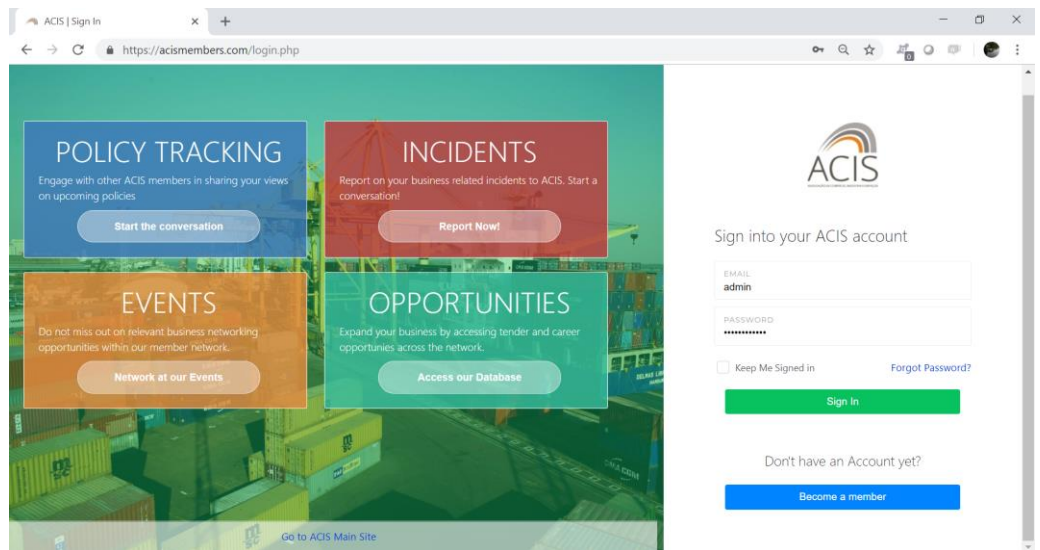 ACIS | Sign In
https://acismembers.com/login.php
POLICY TRACKING
Engage with other ACIS members in sharing your views
on upcoming policies
Start the conversation
INCIDENTS
Report on your business related incidents to ACIS. Start a
conversation!
Report Now!
EVENTS
Do not miss out on relevant business networking
opportunities within our member network.
Network at our Events
OPPORTUNITIES
Expand your business by accessing tender and career
opportunies across the network.
Access our Database
CMA CGM
Go to ACIS Main Site
ACIS
Sign into your ACIS account
EMAIL
admin
PASSWORD
••••••••••••
Keep Me Signed in
Forgot Password?
Sign In
Don't have an Account yet?
Become a member